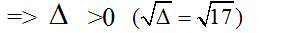 => Δ >0 (√Δ = √17)